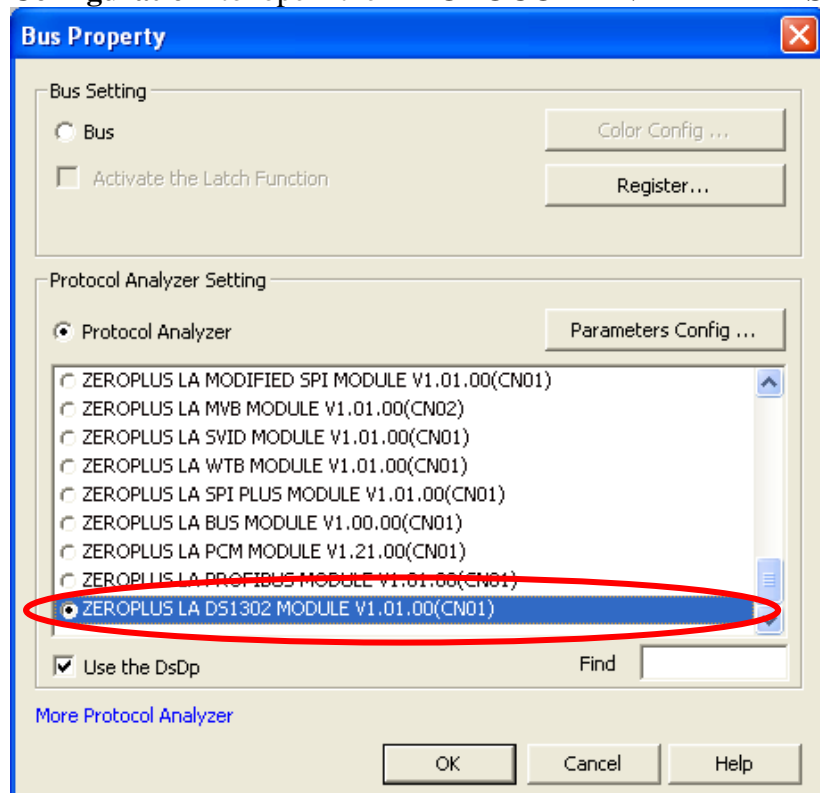 Bus Property
Bus Setting
Bus
Color Config ...
Activate the Latch Function
Register...
Protocol Analyzer Setting
Protocol Analyzer
Parameters Config ...
ZEROPLUS LA MODIFIED SPI MODULE V1.01.00(CN01)
ZEROPLUS LA MVB MODULE V1.01.00(CN02)
ZEROPLUS LA SVID MODULE V1.01.00(CN01)
ZEROPLUS LA WTB MODULE V1.01.00(CN01)
ZEROPLUS LA SPI PLUS MODULE V1.01.00(CN01)
ZEROPLUS LA BUS MODULE V1.00.00(CN01)
ZEROPLUS LA PCM MODULE V1.21.00(CN01)
ZEROPLUS LA PROFIBUS MODULE V1.01.00(CN01)
ZEROPLUS LA DS1302 MODULE V1.01.00(CN01)
Use the DsDp
Find
More Protocol Analyzer
OK Cancel Help